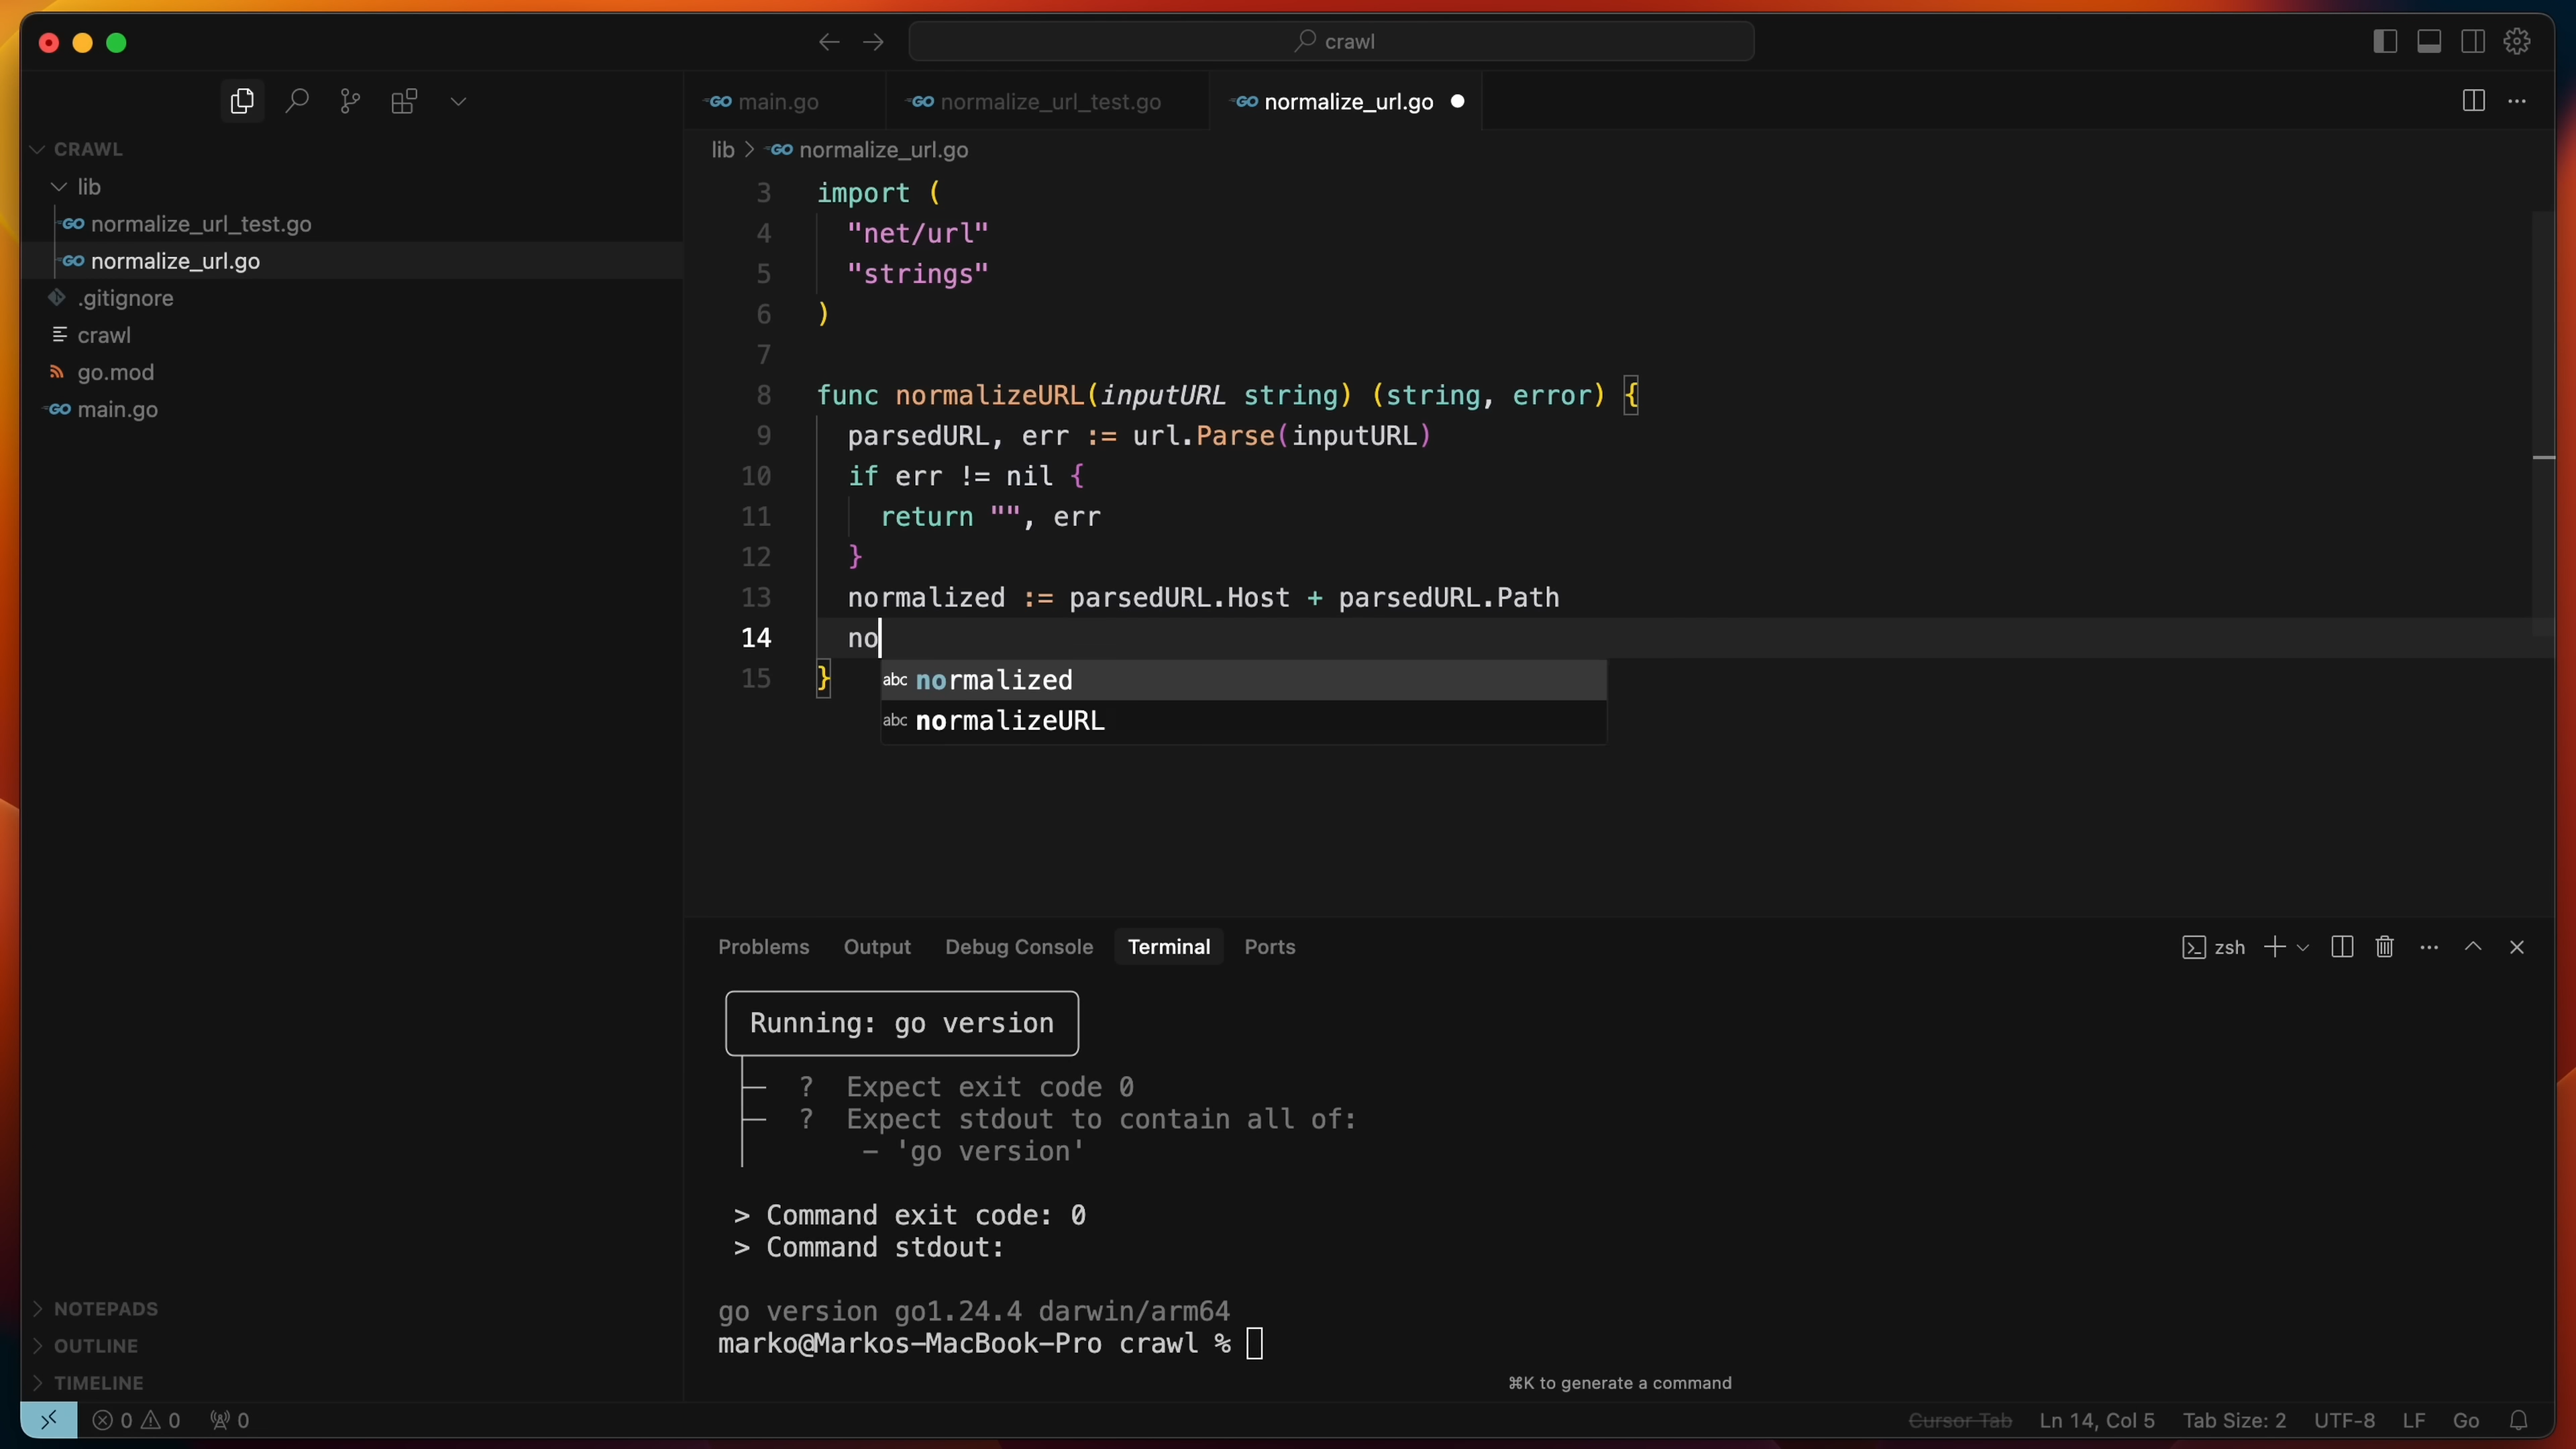 crawl
main.go
normalize_url_test.go
normalize_url.go
CRAWL
lib
normalize_url_test.go
normalize_url.go
.gitignore
crawl
go.mod
main.go
NOTEPADS
OUTLINE
TIMELINE
lib > normalize_url.go
3 import (
4 "net/url"
5 "strings"
6 )
7
8 func normalizeURL(inputURL string) (string, error) {
9 parsedURL, err := url.Parse(inputURL)
10 if err != nil {
11 return "", err
12 }
13 normalized := parsedURL.Host + parsedURL.Path
14 no
15 }
abc normalized
abc normalizeURL
Problems Output Debug Console Terminal Ports
zsh
Running: go version
? Expect exit code 0
? Expect stdout to contain all of:
- 'go version'
> Command exit code: 0
> Command stdout:
go version go1.24.4 darwin/arm64
marko@Markos-MacBook-Pro crawl %
⌘K to generate a command
0 0 0
Cursor Tab Ln 14, Col 5 Tab Size: 2 UTF-8 LF Go